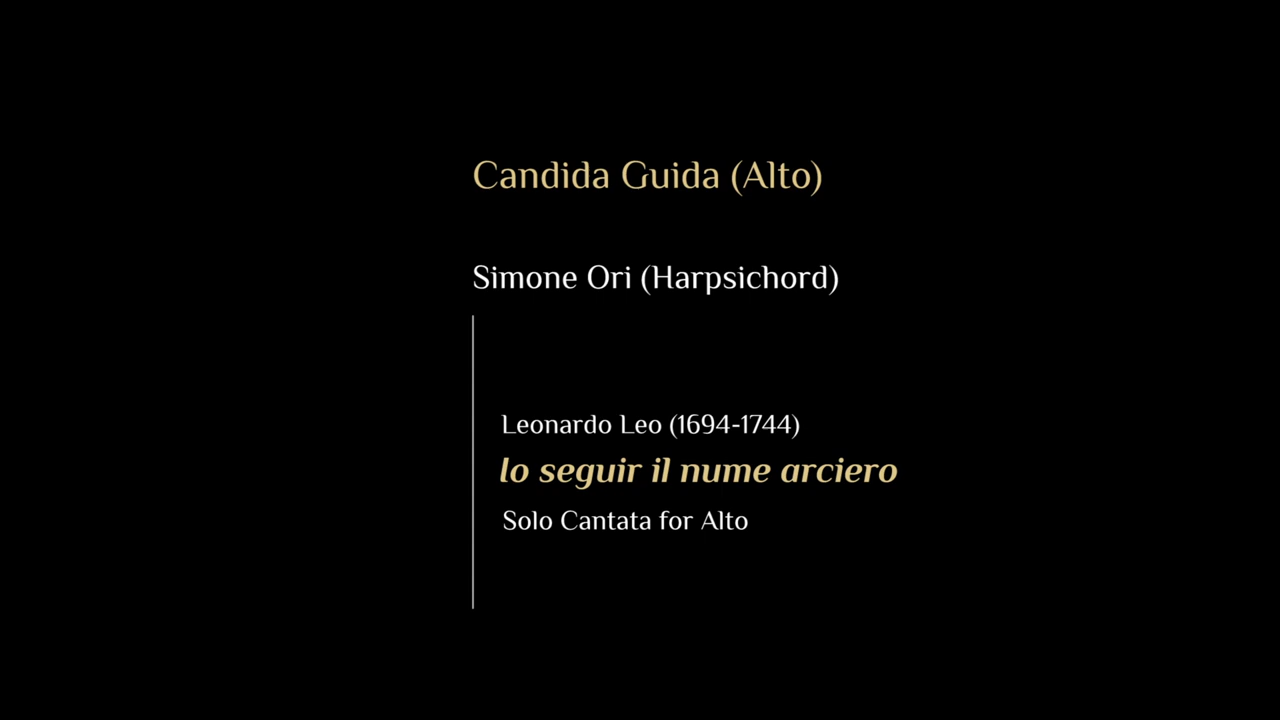 Candida Guida (Alto)
Simone Ori (Harpsichord)
Leonardo Leo (1694-1744)
Io seguir il nume arciero
Solo Cantata for Alto